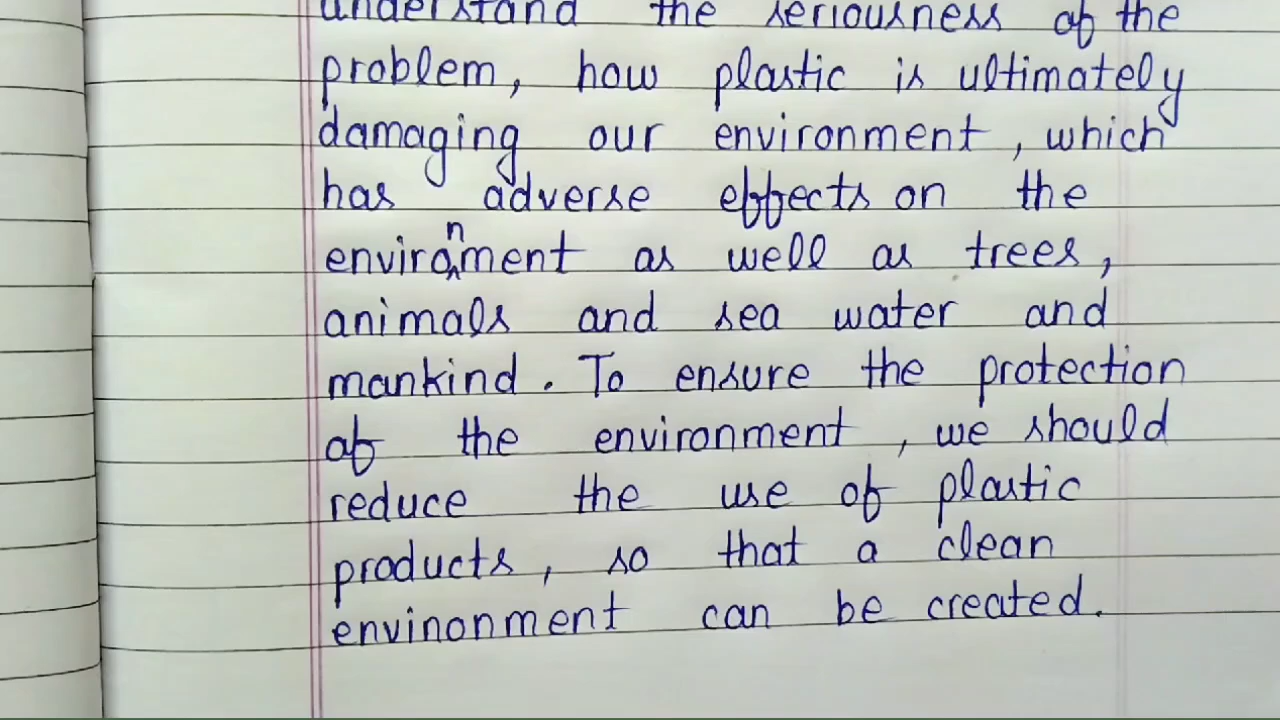 understand the seriousness of the
problem, how plastic is ultimately
damaging our environment, which
has adverse effects on the
environment as well as trees,
animals and sea water and
mankind. To ensure the protection
of the environment, we should
reduce the use of plastic
products, so that a clean
envinonment can be created.